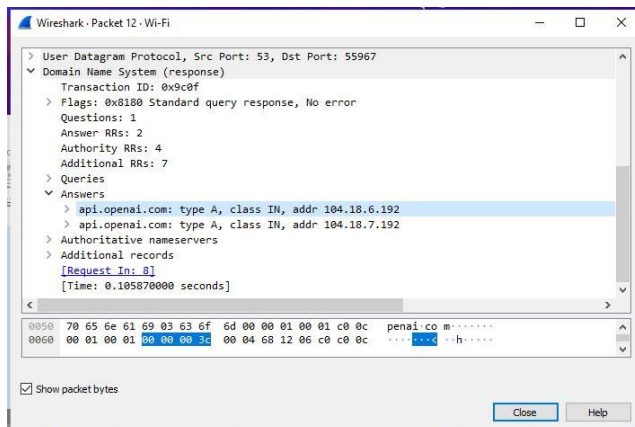 Wireshark · Packet 12 · Wi-Fi
User Datagram Protocol, Src Port: 53, Dst Port: 55967
Domain Name System (response)
Transaction ID: 0x9c0f
Flags: 0x8180 Standard query response, No error
Questions: 1
Answer RRs: 2
Authority RRs: 4
Additional RRs: 7
Queries
Answers
api.openai.com: type A, class IN, addr 104.18.6.192
api.openai.com: type A, class IN, addr 104.18.7.192
Authoritative nameservers
Additional records
[Request In: 8]
[Time: 0.105870000 seconds]
0050 70 65 6e 61 69 03 63 6f 6d 00 00 01 00 01 c0 0c penai·co m·······
0060 00 01 00 01 00 00 00 3c 00 04 68 12 06 c0 c0 0c ·······< ··h·····
Show packet bytes
Close Help